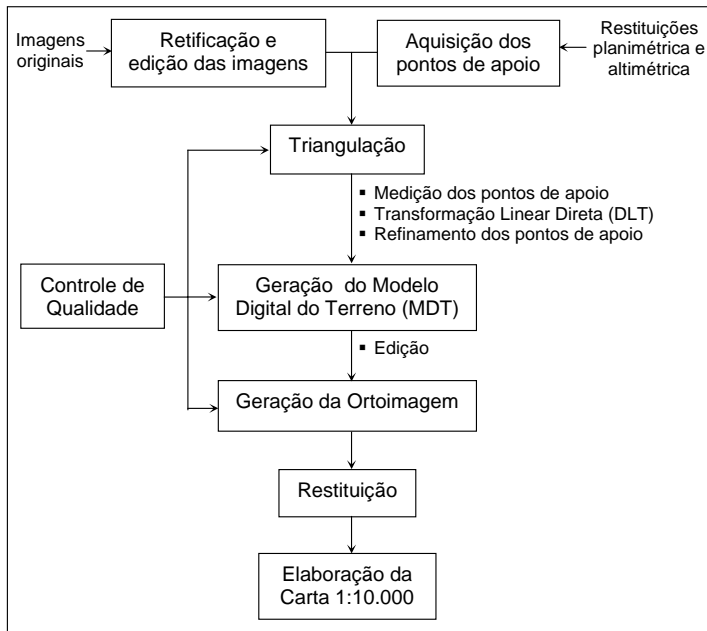 Imagens
originais
Retificação e
edição das imagens
Aquisição dos
pontos de apoio
Restituições
planimétrica e
altimétrica
Triangulação
▪ Medição dos pontos de apoio
▪ Transformação Linear Direta (DLT)
▪ Refinamento dos pontos de apoio
Controle de
Qualidade
Geração do Modelo
Digital do Terreno (MDT)
▪ Edição
Geração da Ortoimagem
Restituição
Elaboração da
Carta 1:10.000